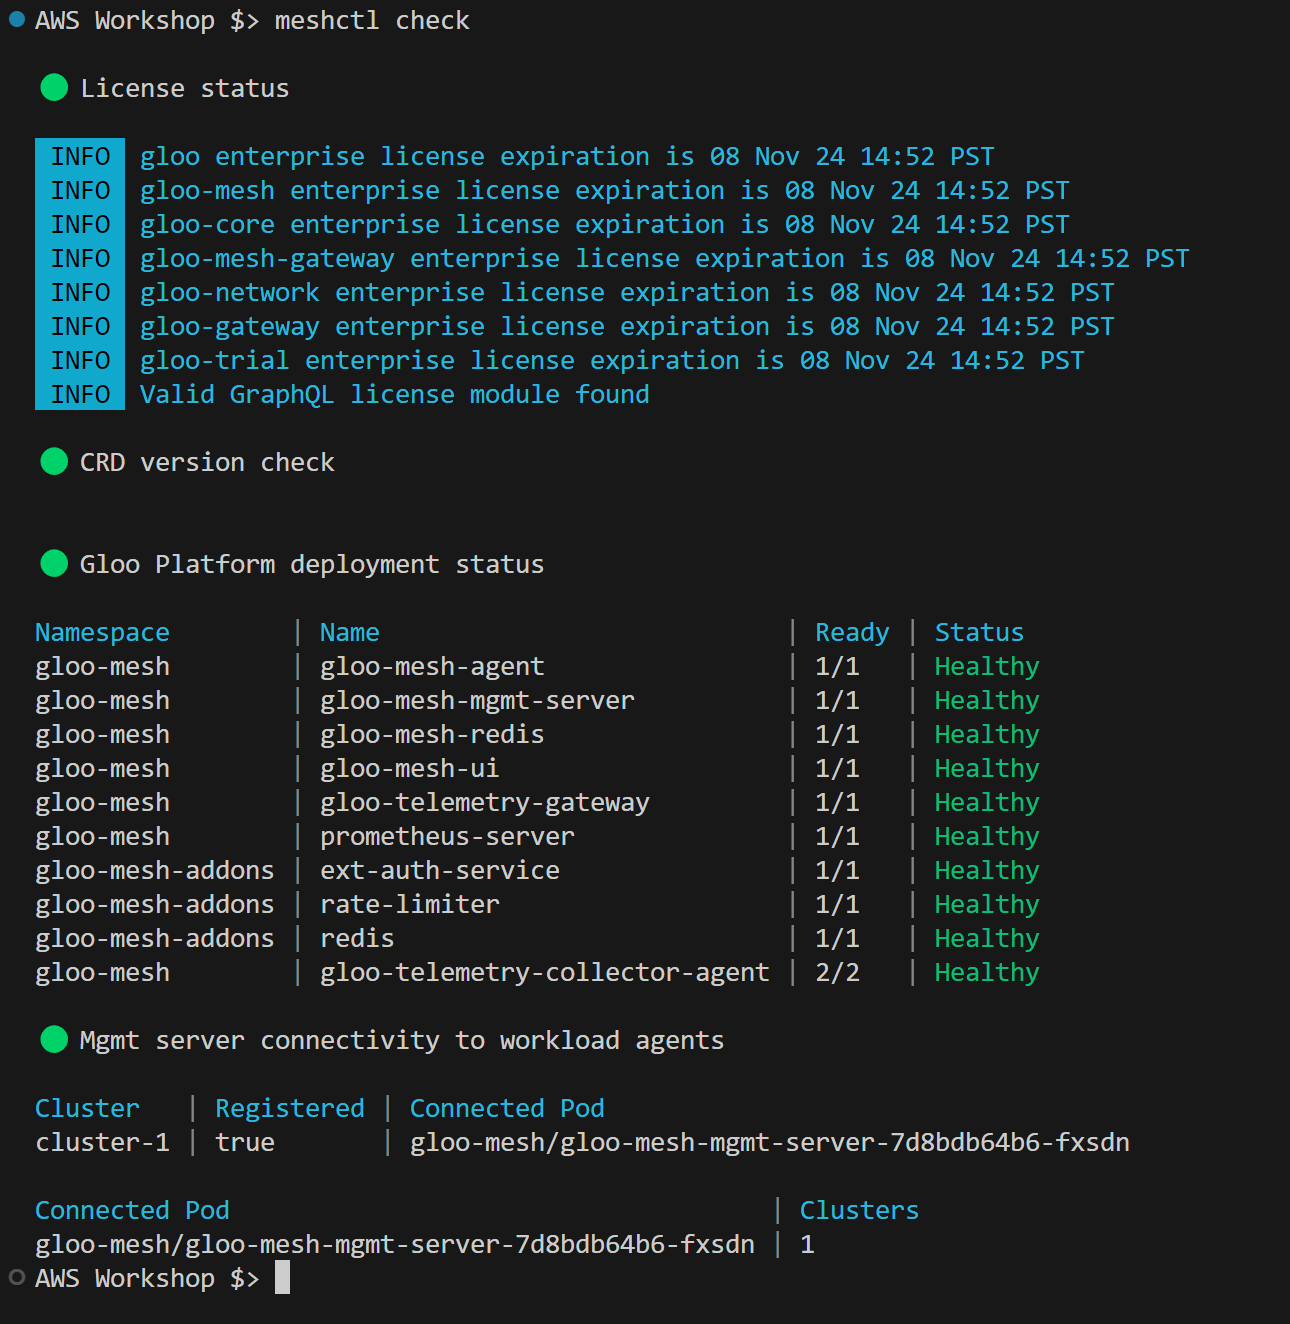 AWS Workshop $> meshctl check
License status
INFO gloo enterprise license expiration is 08 Nov 24 14:52 PST
INFO gloo-mesh enterprise license expiration is 08 Nov 24 14:52 PST
INFO gloo-core enterprise license expiration is 08 Nov 24 14:52 PST
INFO gloo-mesh-gateway enterprise license expiration is 08 Nov 24 14:52 PST
INFO gloo-network enterprise license expiration is 08 Nov 24 14:52 PST
INFO gloo-gateway enterprise license expiration is 08 Nov 24 14:52 PST
INFO gloo-trial enterprise license expiration is 08 Nov 24 14:52 PST
INFO Valid GraphQL license module found
CRD version check
Gloo Platform deployment status
Namespace | Name | Ready | Status
gloo-mesh | gloo-mesh-agent | 1/1 | Healthy
gloo-mesh | gloo-mesh-mgmt-server | 1/1 | Healthy
gloo-mesh | gloo-mesh-redis | 1/1 | Healthy
gloo-mesh | gloo-mesh-ui | 1/1 | Healthy
gloo-mesh | gloo-telemetry-gateway | 1/1 | Healthy
gloo-mesh | prometheus-server | 1/1 | Healthy
gloo-mesh-addons | ext-auth-service | 1/1 | Healthy
gloo-mesh-addons | rate-limiter | 1/1 | Healthy
gloo-mesh-addons | redis | 1/1 | Healthy
gloo-mesh | gloo-telemetry-collector-agent | 2/2 | Healthy
Mgmt server connectivity to workload agents
Cluster | Registered | Connected Pod
cluster-1 | true | gloo-mesh/gloo-mesh-mgmt-server-7d8bdb64b6-fxsdn
Connected Pod | Clusters
gloo-mesh/gloo-mesh-mgmt-server-7d8bdb64b6-fxsdn | 1
AWS Workshop $>